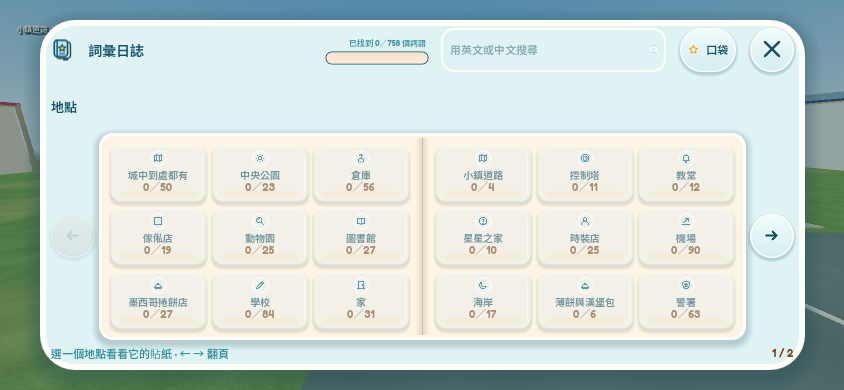 小鎮道路
詞彙日誌
已找到 0／758 個詞語
用英文或中文搜尋
口袋
地點
城中到處都有
0／50
中央公園
0／23
倉庫
0／56
小鎮道路
0／4
控制塔
0／11
教堂
0／12
傢俬店
0／19
動物園
0／25
圖書館
0／27
星星之家
0／10
時裝店
0／25
機場
0／90
墨西哥捲餅店
0／27
學校
0／84
家
0／31
海岸
0／17
薄餅與漢堡包
0／6
警署
0／63
選一個地點看看它的貼紙 · ← → 翻頁
1 / 2